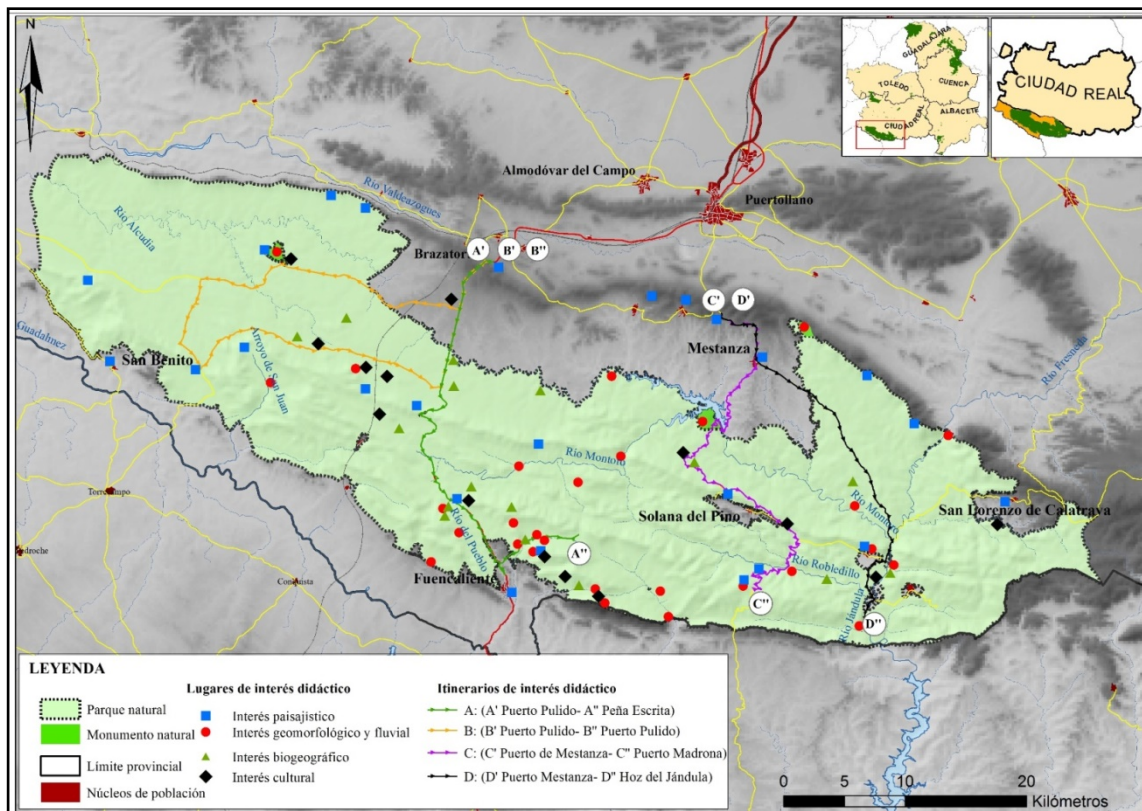 N
GUADALAJARA
TOLEDO
CUENCA
CIUDAD REAL
ALBACETE
CIUDAD REAL
Almodóvar del Campo
Puertollano
Río Valdeazogues
Río Alcudia
Brazator
A'
B'
B"
C'
D'
Mestanza
Río Fresnedo
Guadalmez
San Benito
Arroyo de San Juan
Río Montoro
Río Montoro
Solana del Pino
San Lorenzo de Calatrava
Torrecampo
Pedroche
Conquista
Río del Pueblo
Fuencaliente
A"
Río Robledillo
Río Jándula
C"
D"
LEYENDA
Parque natural
Monumento natural
Límite provincial
Núcleos de población
Lugares de interés didáctico
Interés paisajístico
Interés geomorfológico y fluvial
Interés biogeográfico
Interés cultural
Itinerarios de interés didáctico
A: (A' Puerto Pulido- A" Peña Escrita)
B: (B' Puerto Pulido- B" Puerto Pulido)
C: (C' Puerto de Mestanza- C" Puerto Madrona)
D: (D' Puerto Mestanza- D" Hoz del Jándula)
0 5 10 20
Kilómetros